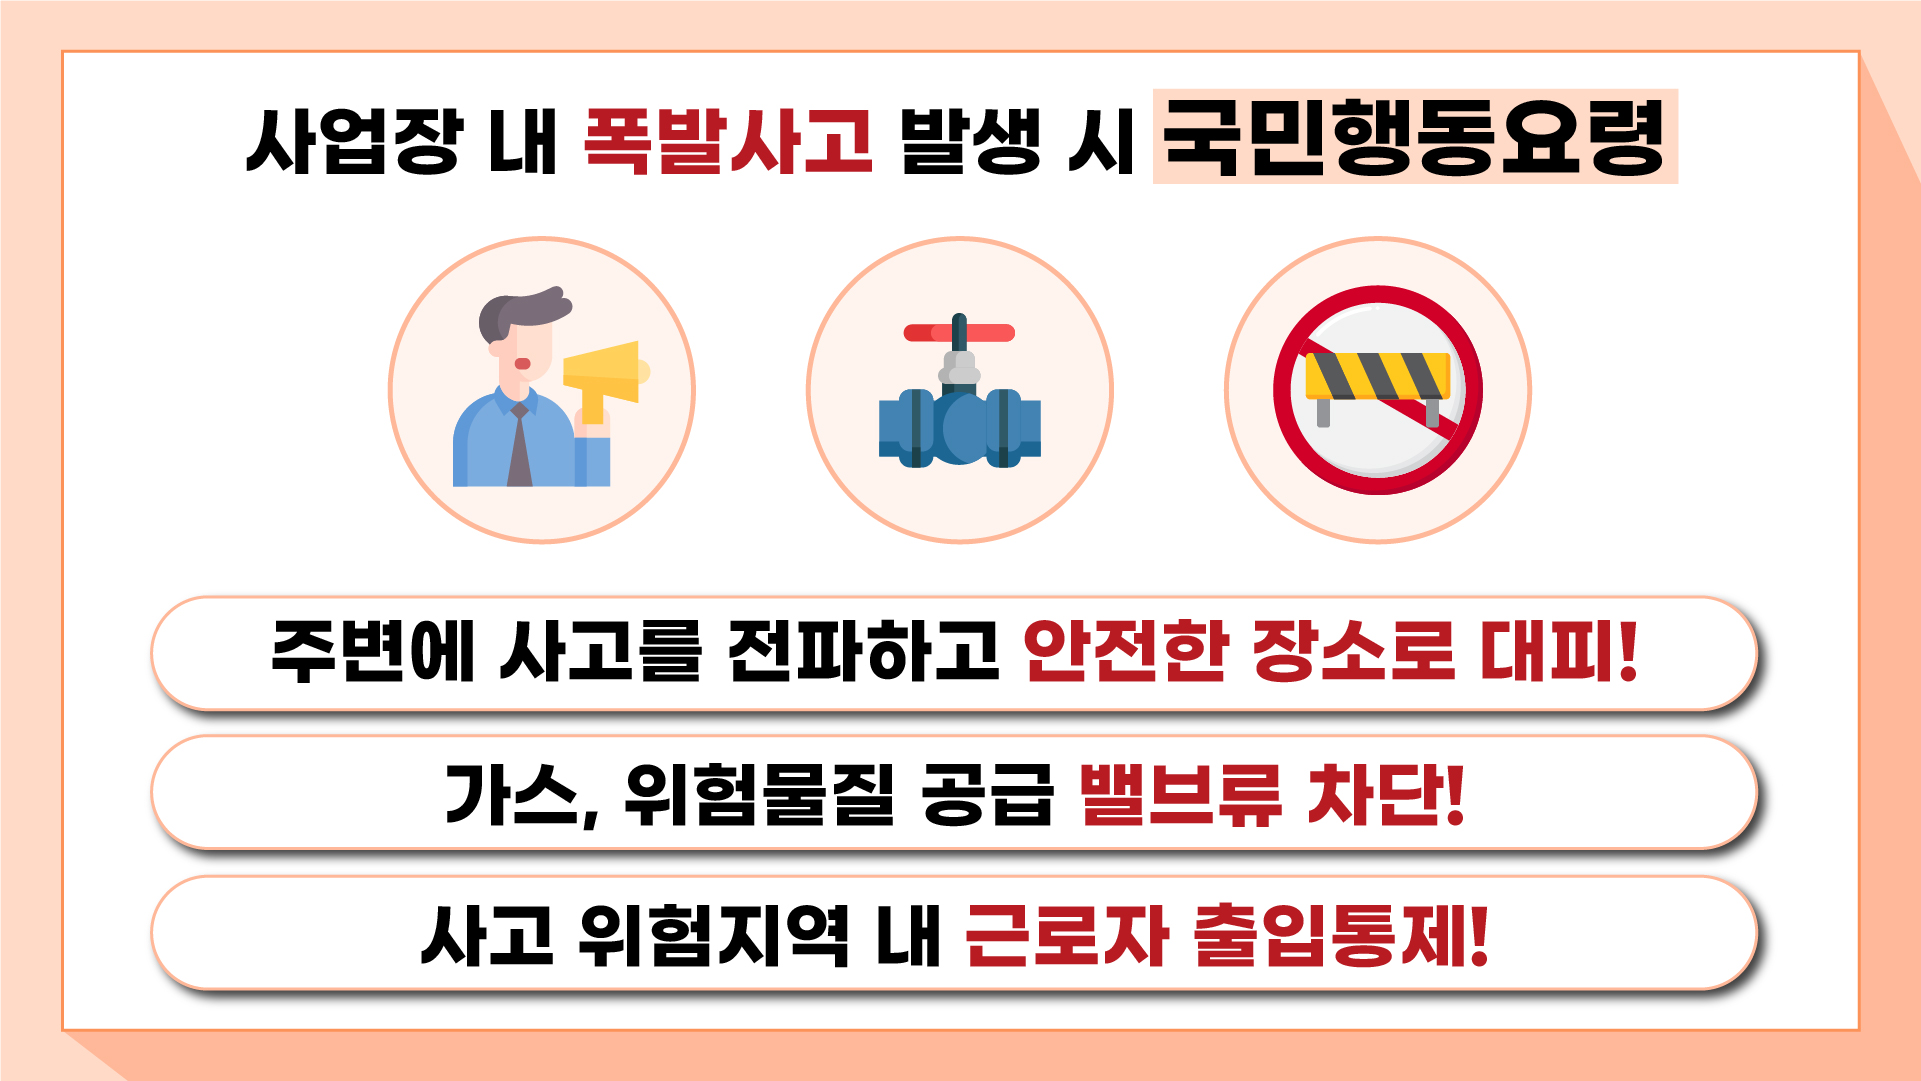 사업장 내 폭발사고 발생 시 국민행동요령
주변에 사고를 전파하고 안전한 장소로 대피!
가스, 위험물질 공급 밸브류 차단!
사고 위험지역 내 근로자 출입통제!